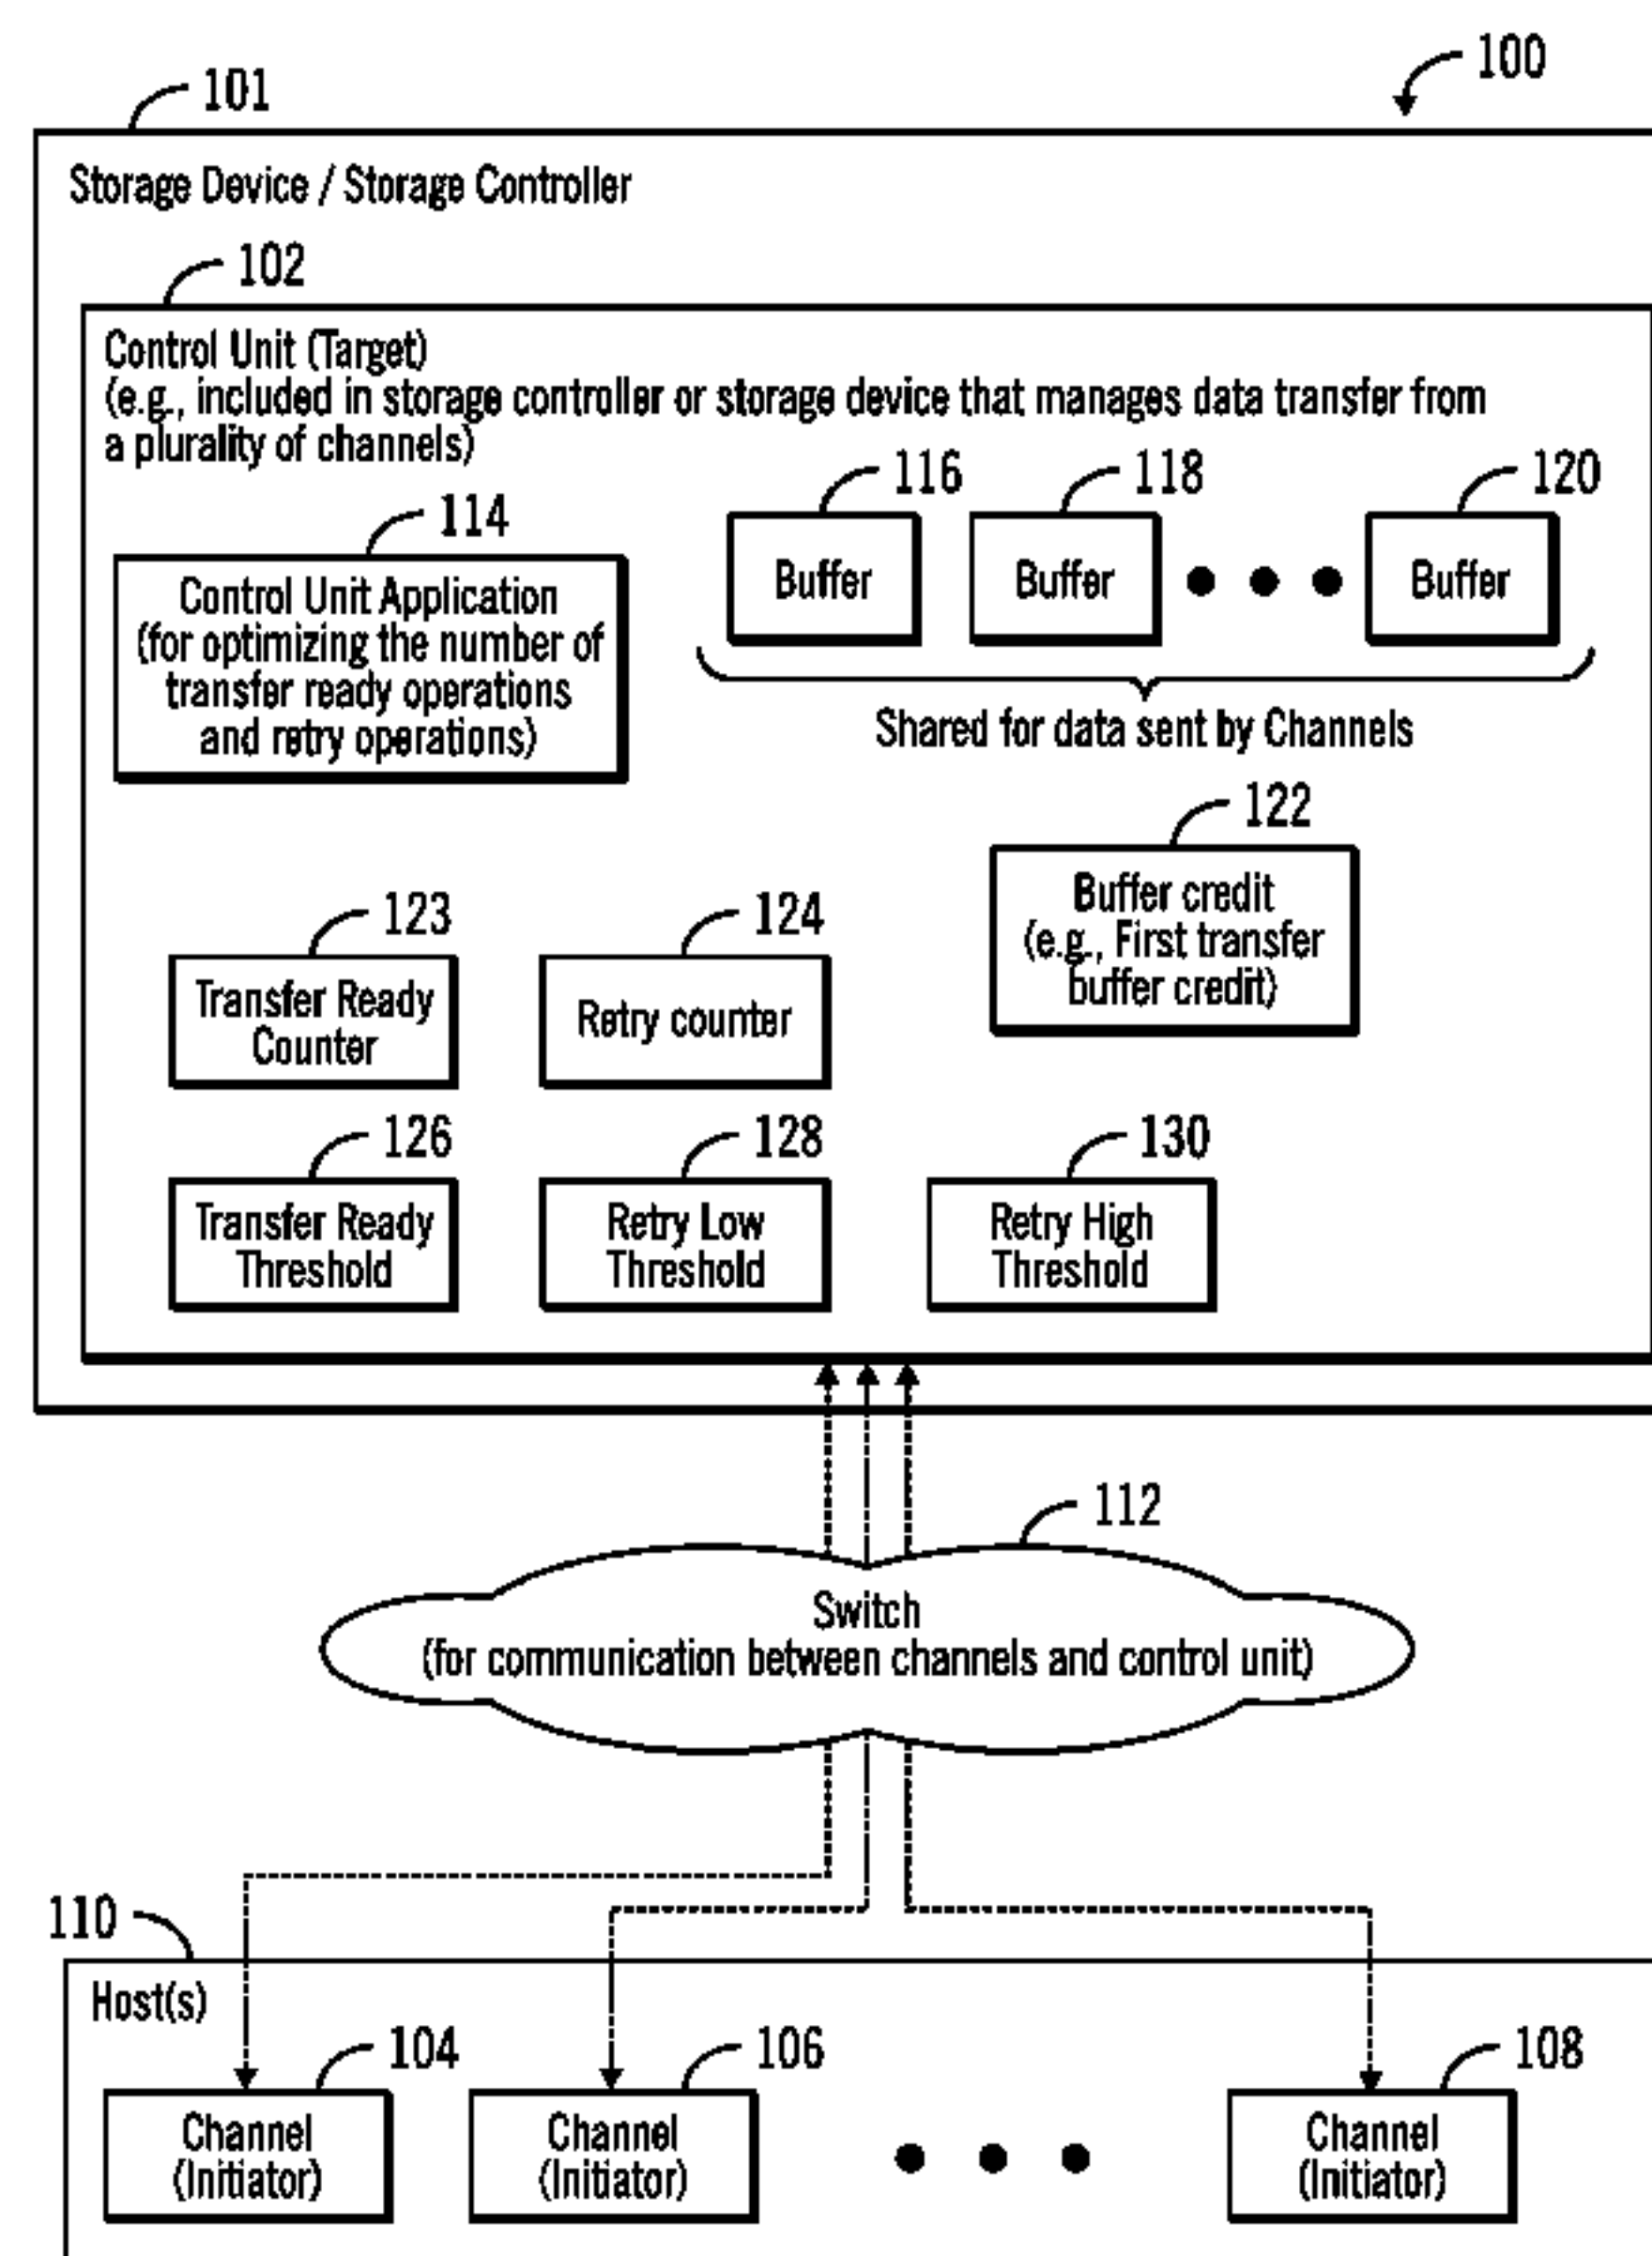 100
101
Storage Device / Storage Controller
102
Control Unit (Target)
(e.g., included in storage controller or storage device that manages data transfer from
a plurality of channels)
116
118
120
114
Buffer
Buffer
Buffer
Control Unit Application
(for optimizing the number of
transfer ready operations
and retry operations)
Shared for data sent by Channels
122
Buffer credit
(e.g., First transfer
buffer credit)
123
124
Transfer Ready
Counter
Retry counter
126
128
130
Transfer Ready
Threshold
Retry Low
Threshold
Retry High
Threshold
112
Switch
(for communication between channels and control unit)
110
Host(s)
104
106
108
Channel
(Initiator)
Channel
(Initiator)
Channel
(Initiator)